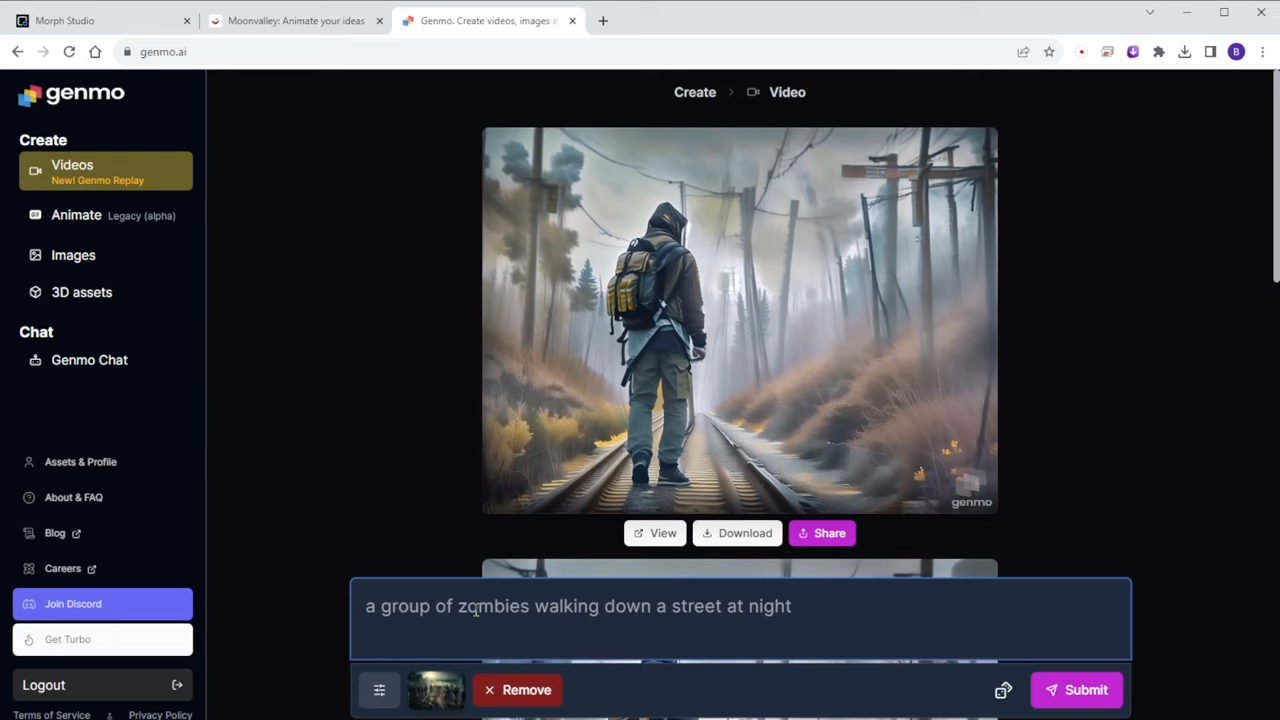 Morph Studio
Moonvalley: Animate your ideas
Genmo. Create videos, images a
genmo.ai
B
genmo
Create
Videos
New! Genmo Replay
Animate Legacy (alpha)
Images
3D assets
Chat
Genmo Chat
Assets & Profile
About & FAQ
Blog
Careers
Join Discord
Get Turbo
Logout
Terms of Service
Privacy Policy
Create > Video
genmo
View
Download
Share
a group of zombies walking down a street at night
Remove
Submit